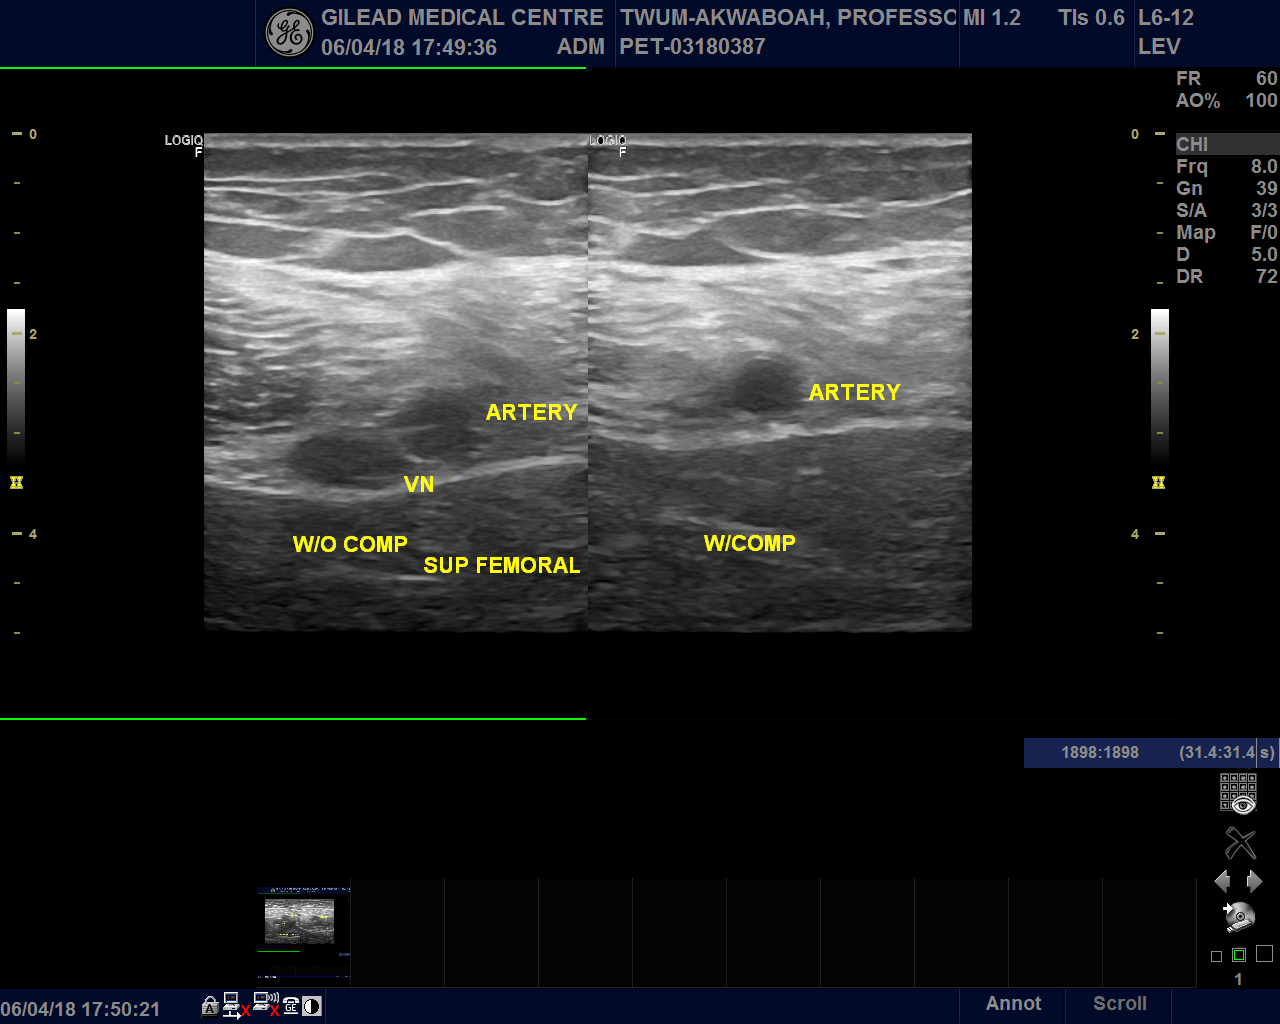 GILEAD MEDICAL CENTRE
06/04/18 17:49:36 ADM
TWUM-AKWABOAH, PROFESSO
PET-03180387
MI 1.2 TIs 0.6
L6-12
LEV
FR 60
AO% 100
CHI
Frq 8.0
Gn 39
S/A 3/3
Map F/0
D 5.0
DR 72
0
2
4
LOGIQ
F
LOGIQ
F
0
2
4
ARTERY
VN
W/O COMP
SUP FEMORAL
ARTERY
W/COMP
1898:1898 (31.4:31.4 s)
1
06/04/18 17:50:21
A
GE
Annot
Scroll